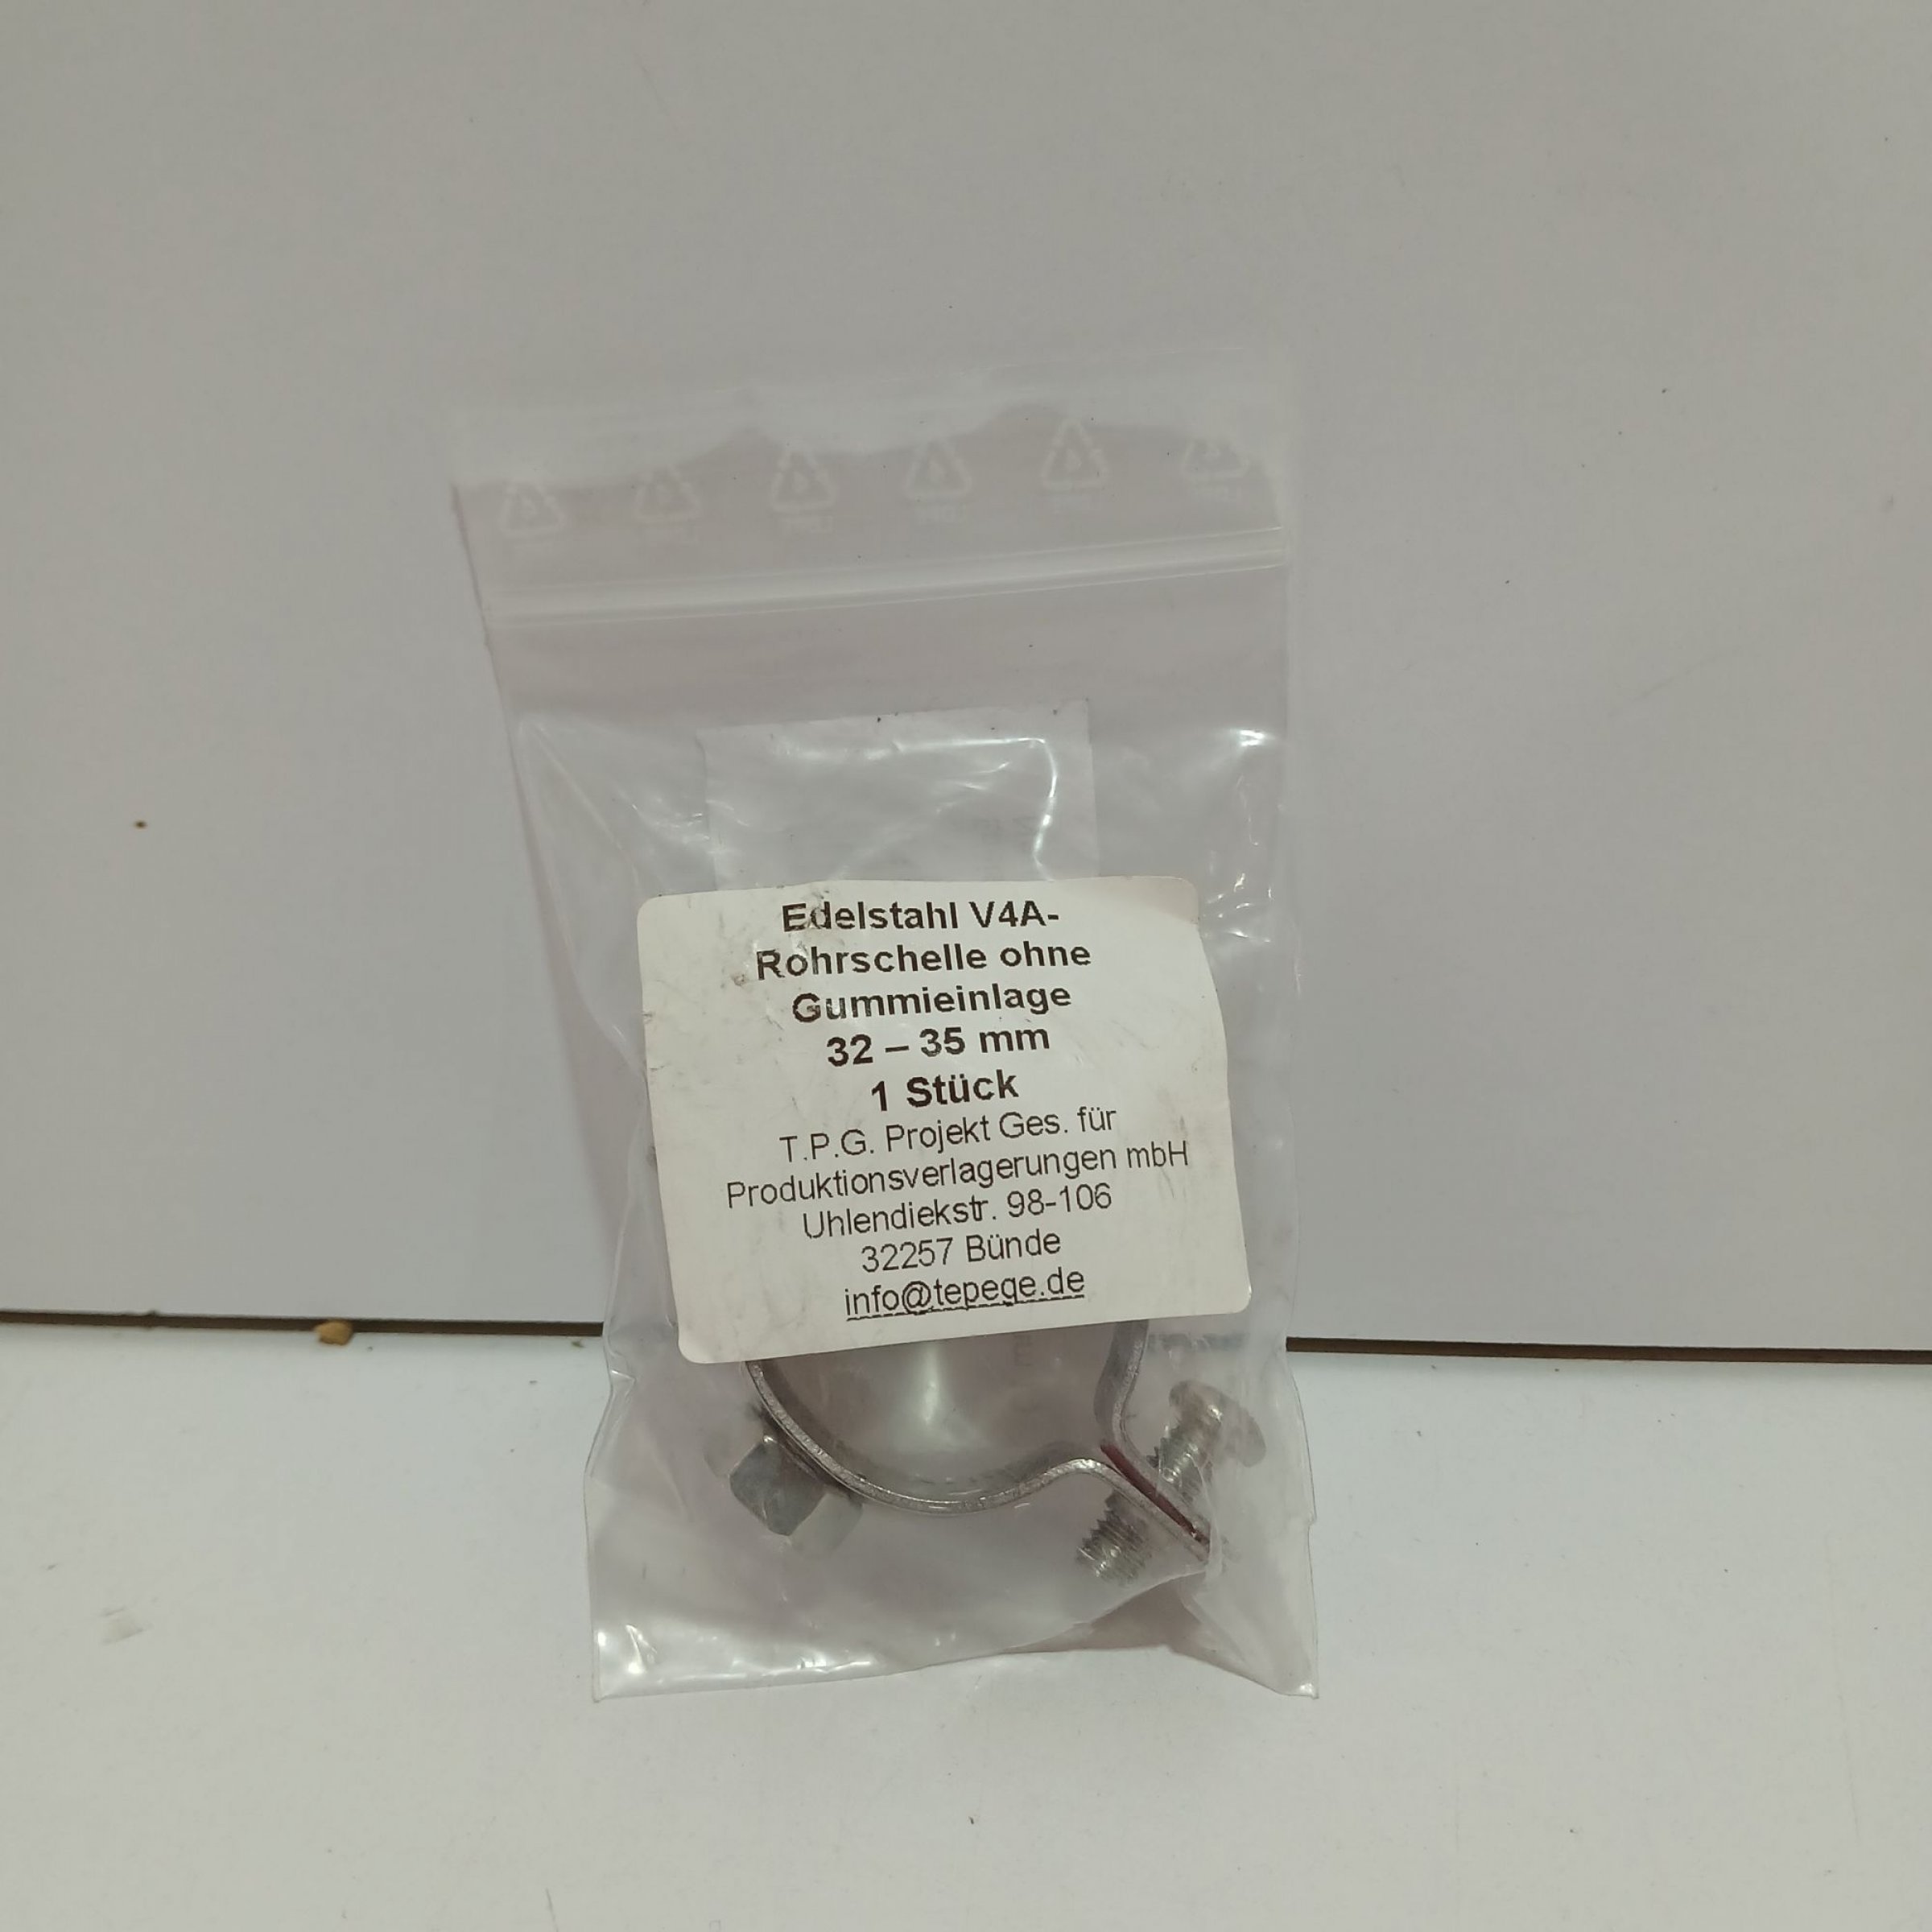 Edelstahl V4A-
Rohrschelle ohne
Gummieinlage
32 – 35 mm
1 Stück
T.P.G. Projekt Ges. für
Produktionsverlagerungen mbH
Uhlendiekstr. 98-106
32257 Bünde
info@tepege.de